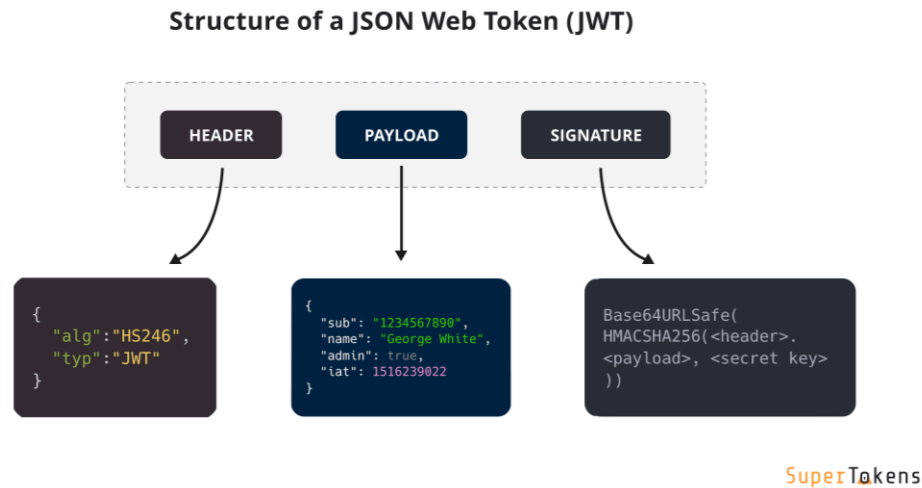 Structure of a JSON Web Token (JWT)
HEADER
PAYLOAD
SIGNATURE
{
"alg":"HS246",
"typ":"JWT"
}
{
"sub": "1234567890",
"name": "George White",
"admin": true,
"iat": 1516239022
}
Base64URLSafe(
HMACSHA256(<header>.
<payload>, <secret key>
))
SuperTokens